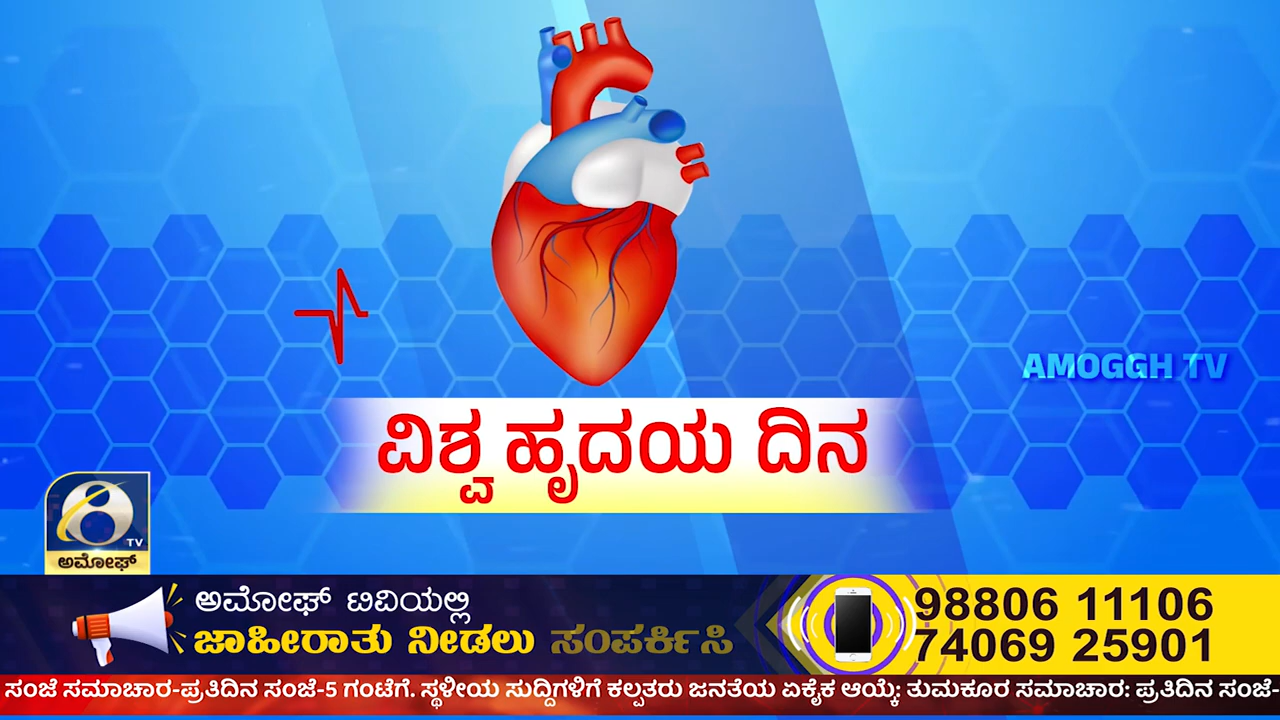 AMOGGH TV
ವಿಶ್ವ ಹೃದಯ ದಿನ
TV
ಅಮೋಘ್
ಅಮೋಘ್ ಟಿವಿಯಲ್ಲಿ
ಜಾಹೀರಾತು ನೀಡಲು ಸಂಪರ್ಕಿಸಿ
98806 11106
74069 25901
ಸಂಜೆ ಸಮಾಚಾರ-ಪ್ರತಿದಿನ ಸಂಜೆ-5 ಗಂಟೆಗೆ. ಸ್ಥಳೀಯ ಸುದ್ದಿಗಳಿಗೆ ಕಲ್ಪತರು ಜನತೆಯ ಏಕೈಕ ಆಯ್ಕೆ: ತುಮಕೂರ ಸಮಾಚಾರ: ಪ್ರತಿದಿನ ಸಂಜೆ-